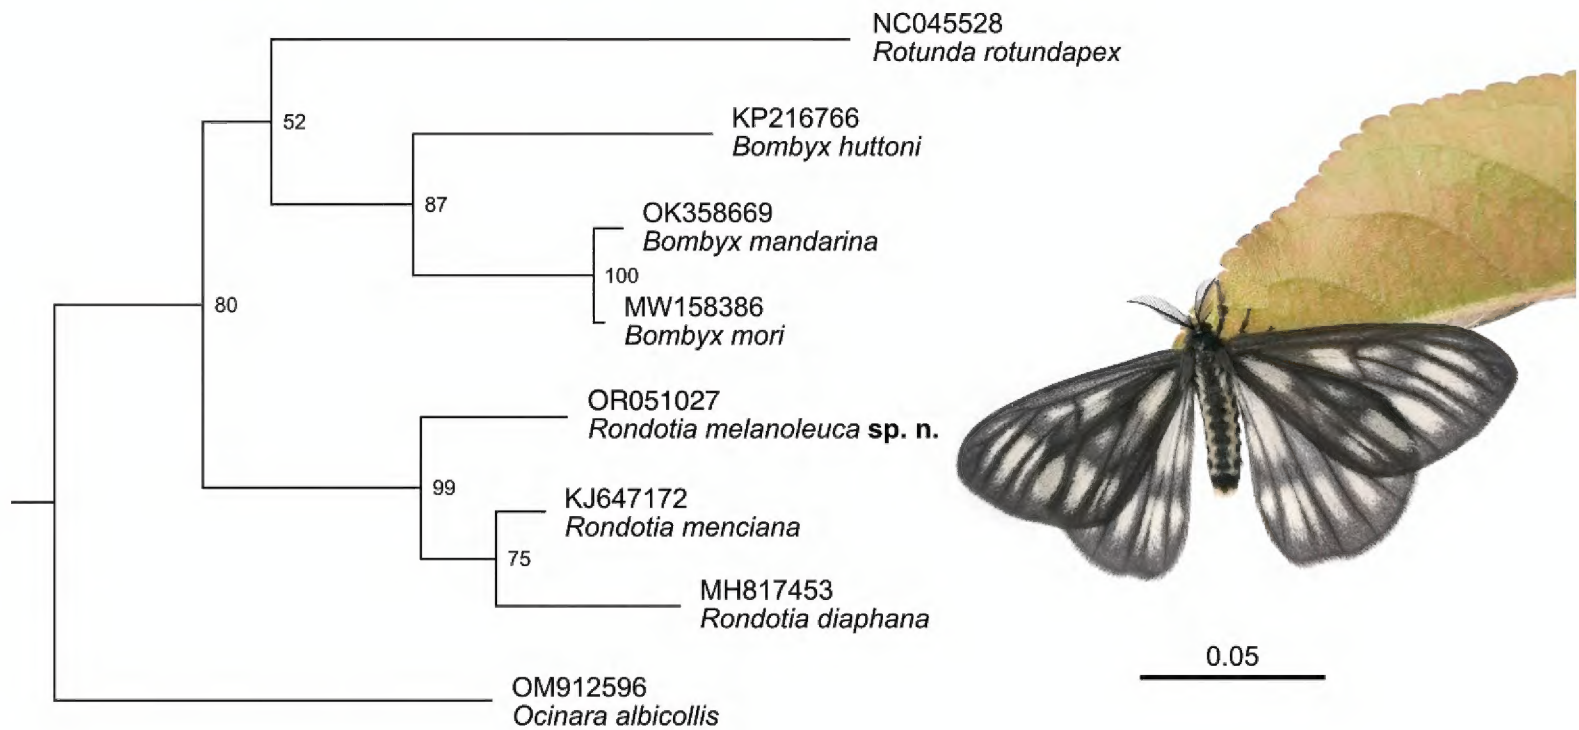 NC045528
Rotunda rotundapex
52
KP216766
Bombyx huttoni
87
OK358669
Bombyx mandarina
100
MW158386
Bombyx mori
80
OR051027
Rondotia melanoleuca sp. n.
99
KJ647172
Rondotia menciana
75
MH817453
Rondotia diaphana
0.05
OM912596
Ocinara albicollis